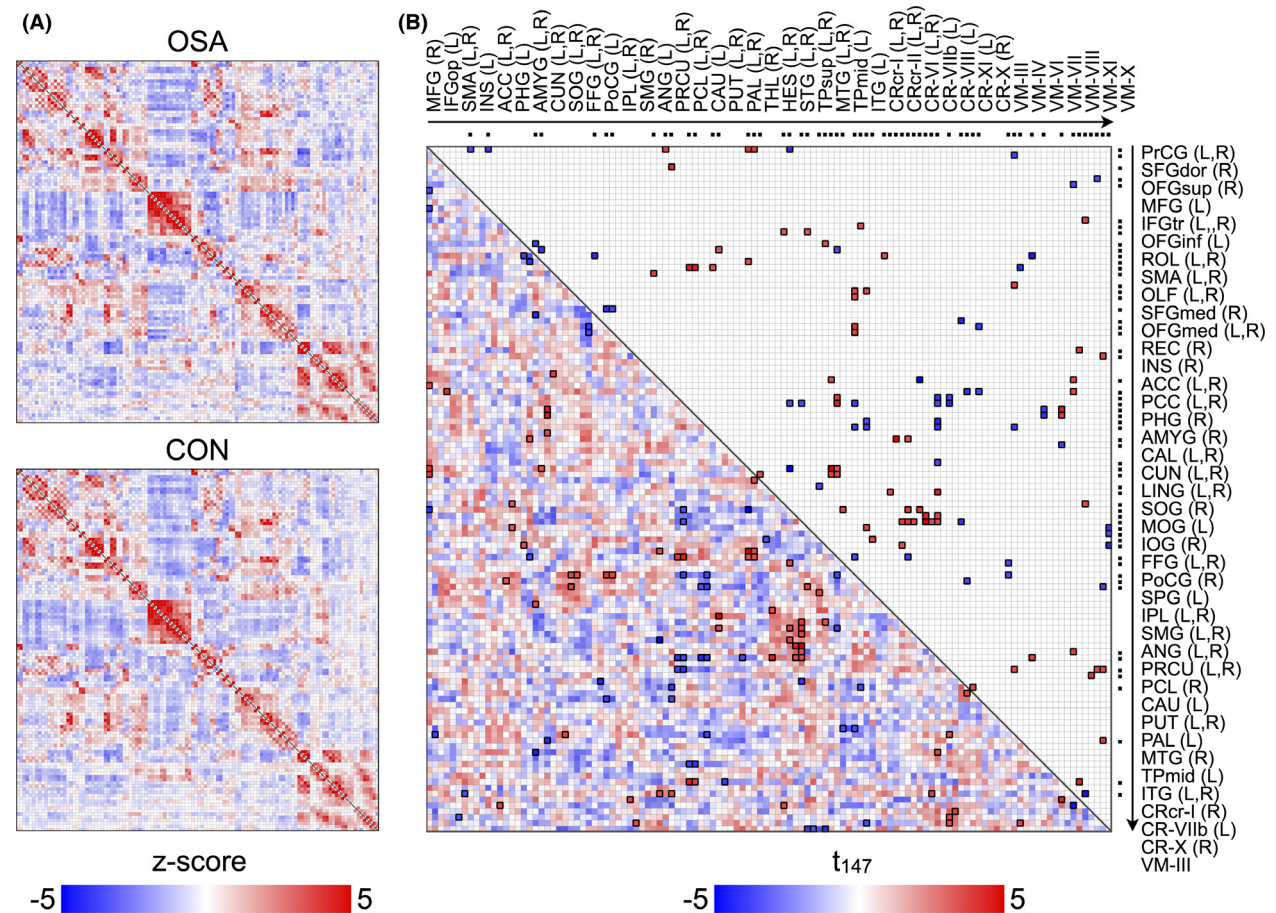 (A)
OSA
CON
z-score
-5
5
(B)
MFG (R)
IFGop (L)
SMA (L,R)
INS (L)
ACC (L,R)
PHG (L)
AMYG (L,R)
CUN (L,R)
SOG (L,R)
FFG (L,R)
PoCG (L)
IPL (L,R)
SMG (R)
ANG (L)
PRCU (L,R)
PCL (L,R)
CAU (L)
PUT (L,R)
PAL (L,R)
THL (R)
HES (L,R)
STG (L,R)
TPsup (L,R)
MTG (L,R)
TPmid (L)
ITG (L)
CRcr-I (L,R)
CRcr-II (L,R)
CR-VI (L,R)
CR-VIIb (L)
CR-VIII (L)
CR-XI (L)
CR-X (R)
VM-III
VM-IV
VM-VI
VM-VII
VM-VIII
VM-XI
VM-X
PrCG (L,R)
SFGdor (R)
OFGsup (R)
MFG (L)
IFGtr (L,,R)
OFGinf (L)
ROL (L,R)
SMA (L,R)
OLF (L,R)
SFGmed (R)
OFGmed (L,R)
REC (R)
INS (R)
ACC (L,R)
PCC (L,R)
PHG (R)
AMYG (R)
CAL (L,R)
CUN (L,R)
LING (L,R)
SOG (R)
MOG (L)
IOG (R)
FFG (L,R)
PoCG (R)
SPG (L)
IPL (L,R)
SMG (L,R)
ANG (L,R)
PRCU (L,R)
PCL (R)
CAU (L)
PUT (L,R)
PAL (L)
MTG (R)
TPmid (L)
ITG (L,R)
CRcr-I (R)
CR-VIIb (L)
CR-X (R)
VM-III
t147
-5
5